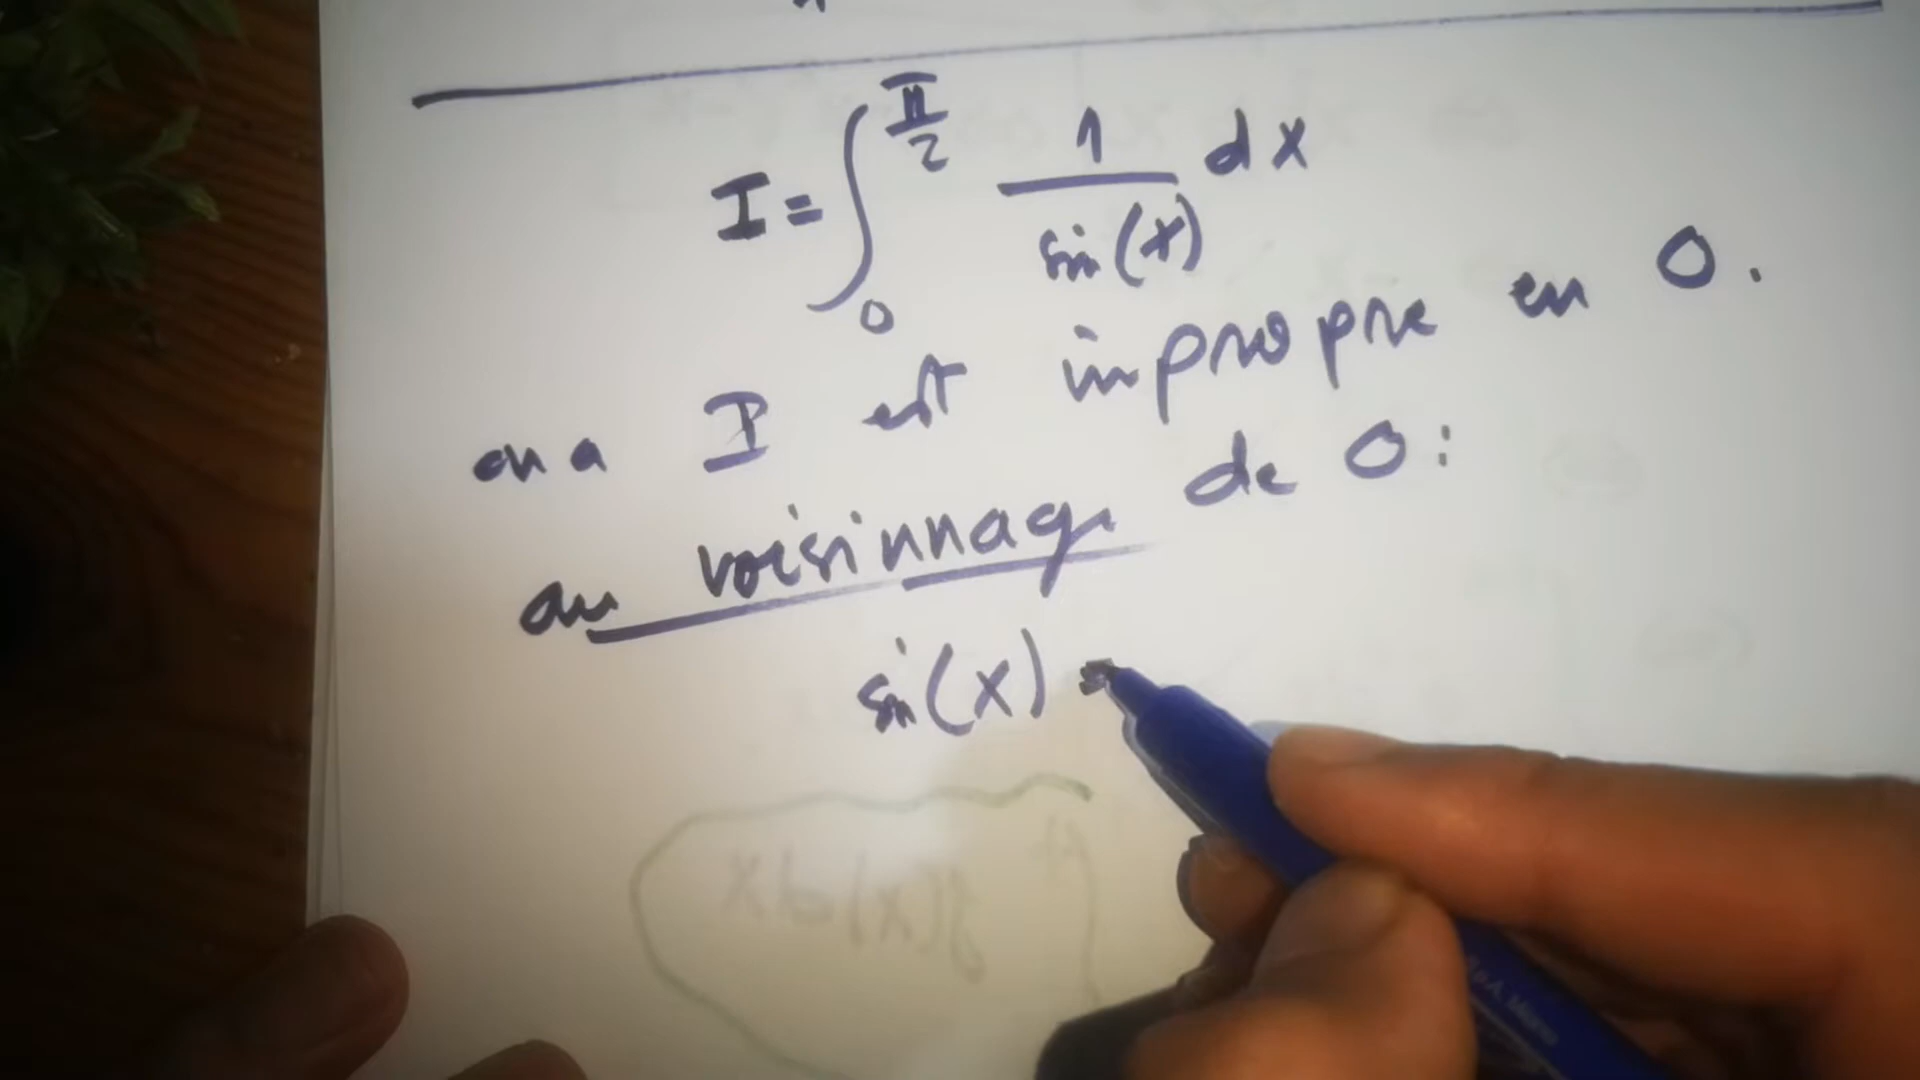 I = ∫₀^{π/2} 1/sin(x) dx
on a I est impropre en 0.
au voisinnage de 0:
sin(x)